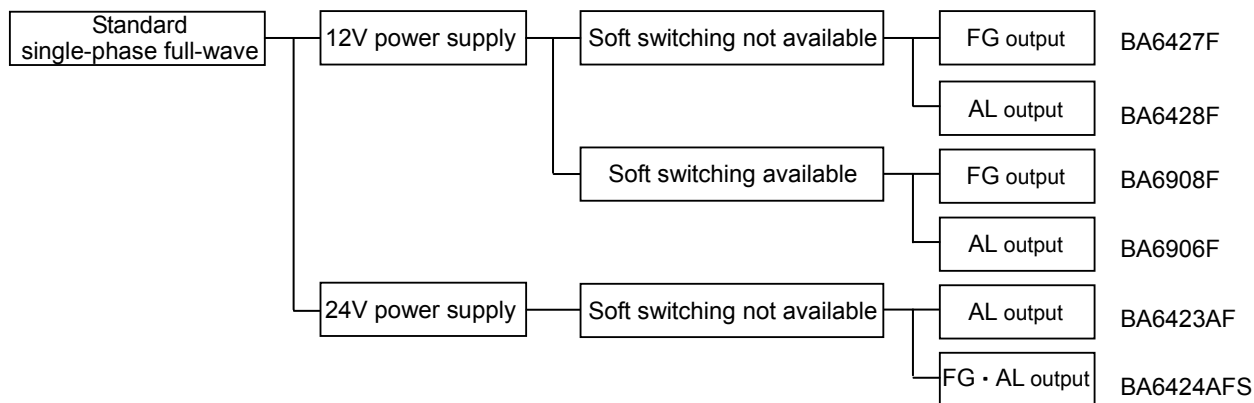 Standard
single-phase full-wave
12V power supply
Soft switching not available
FG output
BA6427F
AL output
BA6428F
Soft switching available
FG output
BA6908F
AL output
BA6906F
24V power supply
Soft switching not available
AL output
BA6423AF
FG・AL output
BA6424AFS